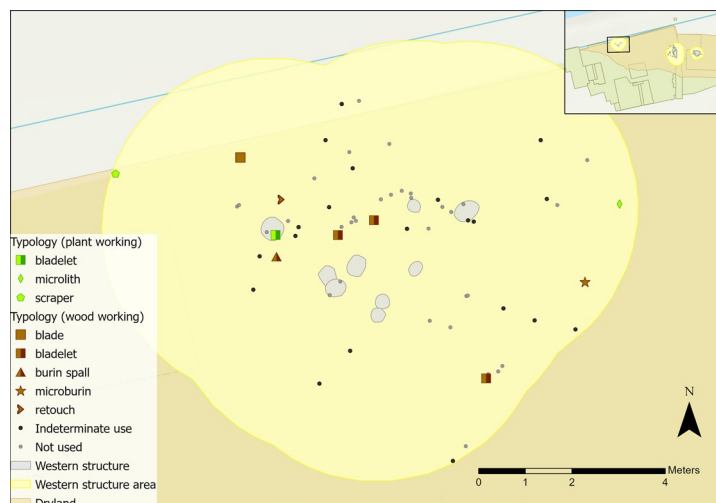 N
Typology (plant working)
bladelet
microlith
scraper
Typology (wood working)
blade
bladelet
burin spall
microburin
retouch
Indeterminate use
Not used
Western structure
Western structure area
Dryland
0 1 2 4 Meters